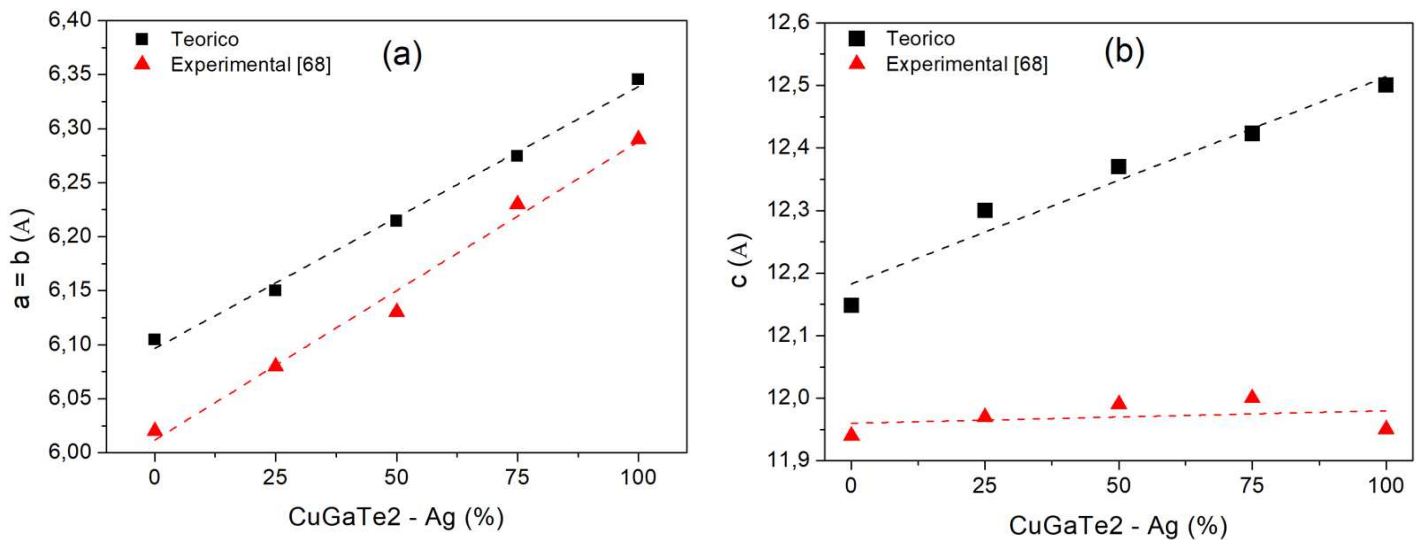 (a)
Teorico
Experimental [68]
6,40
6,35
6,30
6,25
6,20
6,15
6,10
6,05
6,00
a = b (A)
0 25 50 75 100
CuGaTe2 - Ag (%)
(b)
Teorico
Experimental [68]
12,6
12,5
12,4
12,3
12,2
12,1
12,0
11,9
c (A)
0 25 50 75 100
CuGaTe2 - Ag (%)